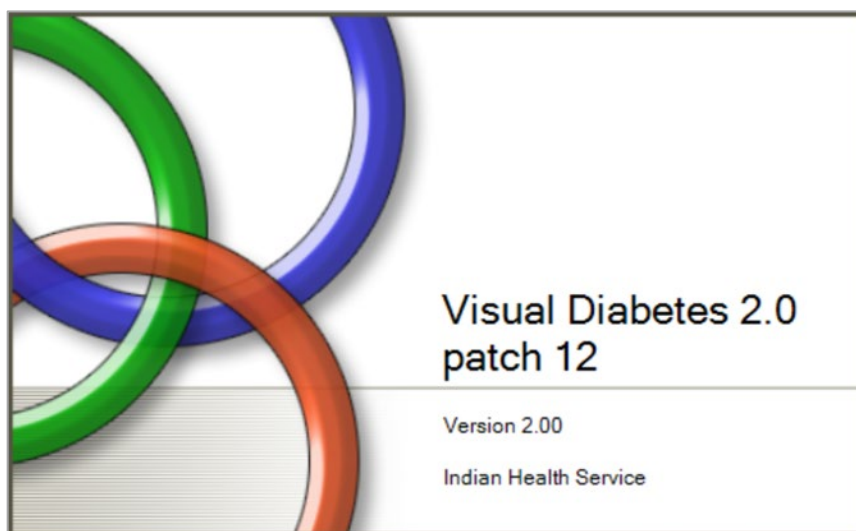 Visual Diabetes 2.0
patch 12
Version 2.00
Indian Health Service